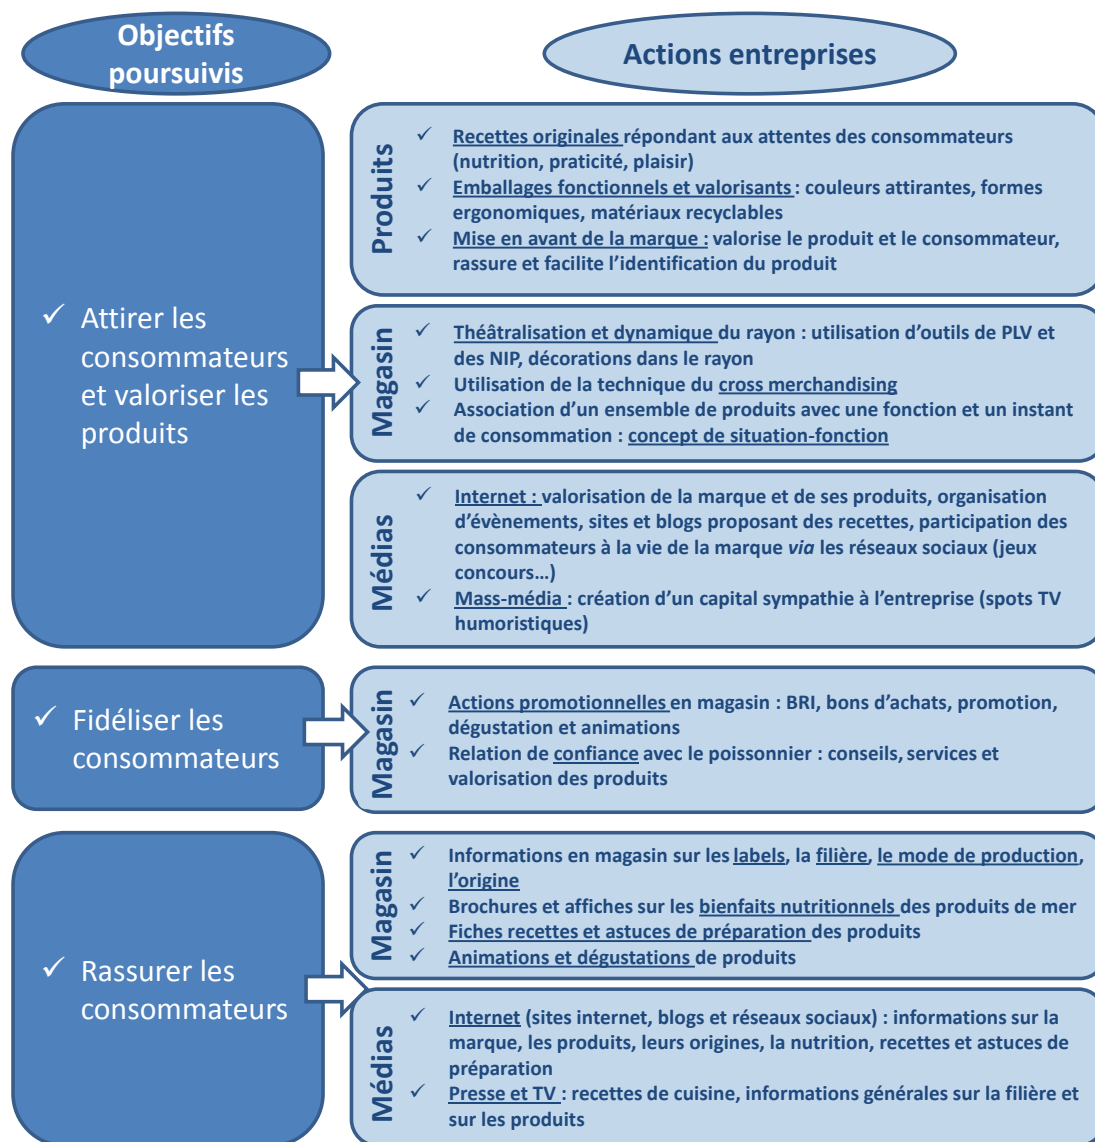 Objectifs
poursuivis
Actions entreprises
✓ Attirer les
consommateurs
et valoriser les
produits
Produits
✓ Recettes originales répondant aux attentes des consommateurs
(nutrition, praticité, plaisir)
✓ Emballages fonctionnels et valorisants : couleurs attirantes, formes
ergonomiques, matériaux recyclables
✓ Mise en avant de la marque : valorise le produit et le consommateur,
rassure et facilite l’identification du produit
Magasin
✓ Théâtralisation et dynamique du rayon : utilisation d’outils de PLV et
des NIP, décorations dans le rayon
✓ Utilisation de la technique du cross merchandising
✓ Association d’un ensemble de produits avec une fonction et un instant
de consommation : concept de situation-fonction
Médias
✓ Internet : valorisation de la marque et de ses produits, organisation
d’évènements, sites et blogs proposant des recettes, participation des
consommateurs à la vie de la marque via les réseaux sociaux (jeux
concours…)
✓ Mass-média : création d’un capital sympathie à l’entreprise (spots TV
humoristiques)
✓ Fidéliser les
consommateurs
Magasin
✓ Actions promotionnelles en magasin : BRI, bons d’achats, promotion,
dégustation et animations
✓ Relation de confiance avec le poissonnier : conseils, services et
valorisation des produits
✓ Rassurer les
consommateurs
Magasin
✓ Informations en magasin sur les labels, la filière, le mode de production,
l’origine
✓ Brochures et affiches sur les bienfaits nutritionnels des produits de mer
✓ Fiches recettes et astuces de préparation des produits
✓ Animations et dégustations de produits
Médias
✓ Internet (sites internet, blogs et réseaux sociaux) : informations sur la
marque, les produits, leurs origines, la nutrition, recettes et astuces de
préparation
✓ Presse et TV : recettes de cuisine, informations générales sur la filière et
sur les produits